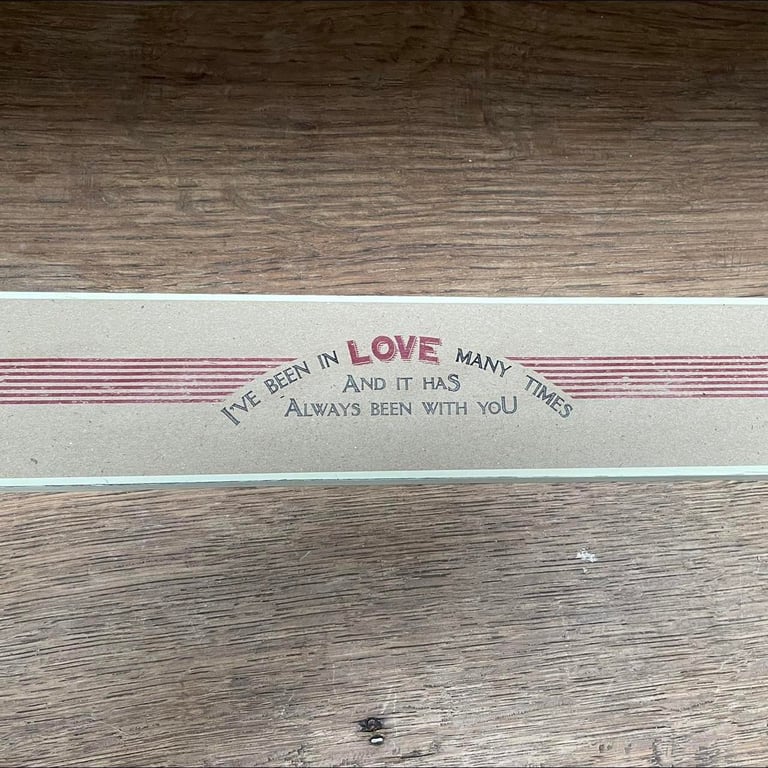 I'VE BEEN IN LOVE MANY TIMES
AND IT HAS
ALWAYS BEEN WITH YOU